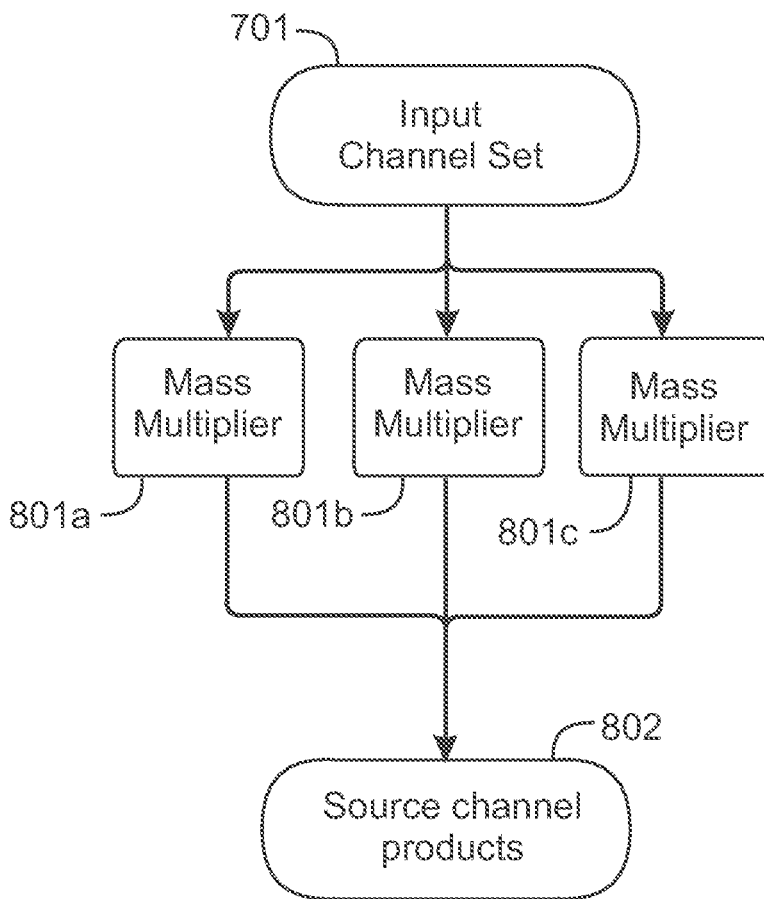 701
Input
Channel Set
Mass
Multiplier
Mass
Multiplier
Mass
Multiplier
801a
801b
801c
802
Source channel
products